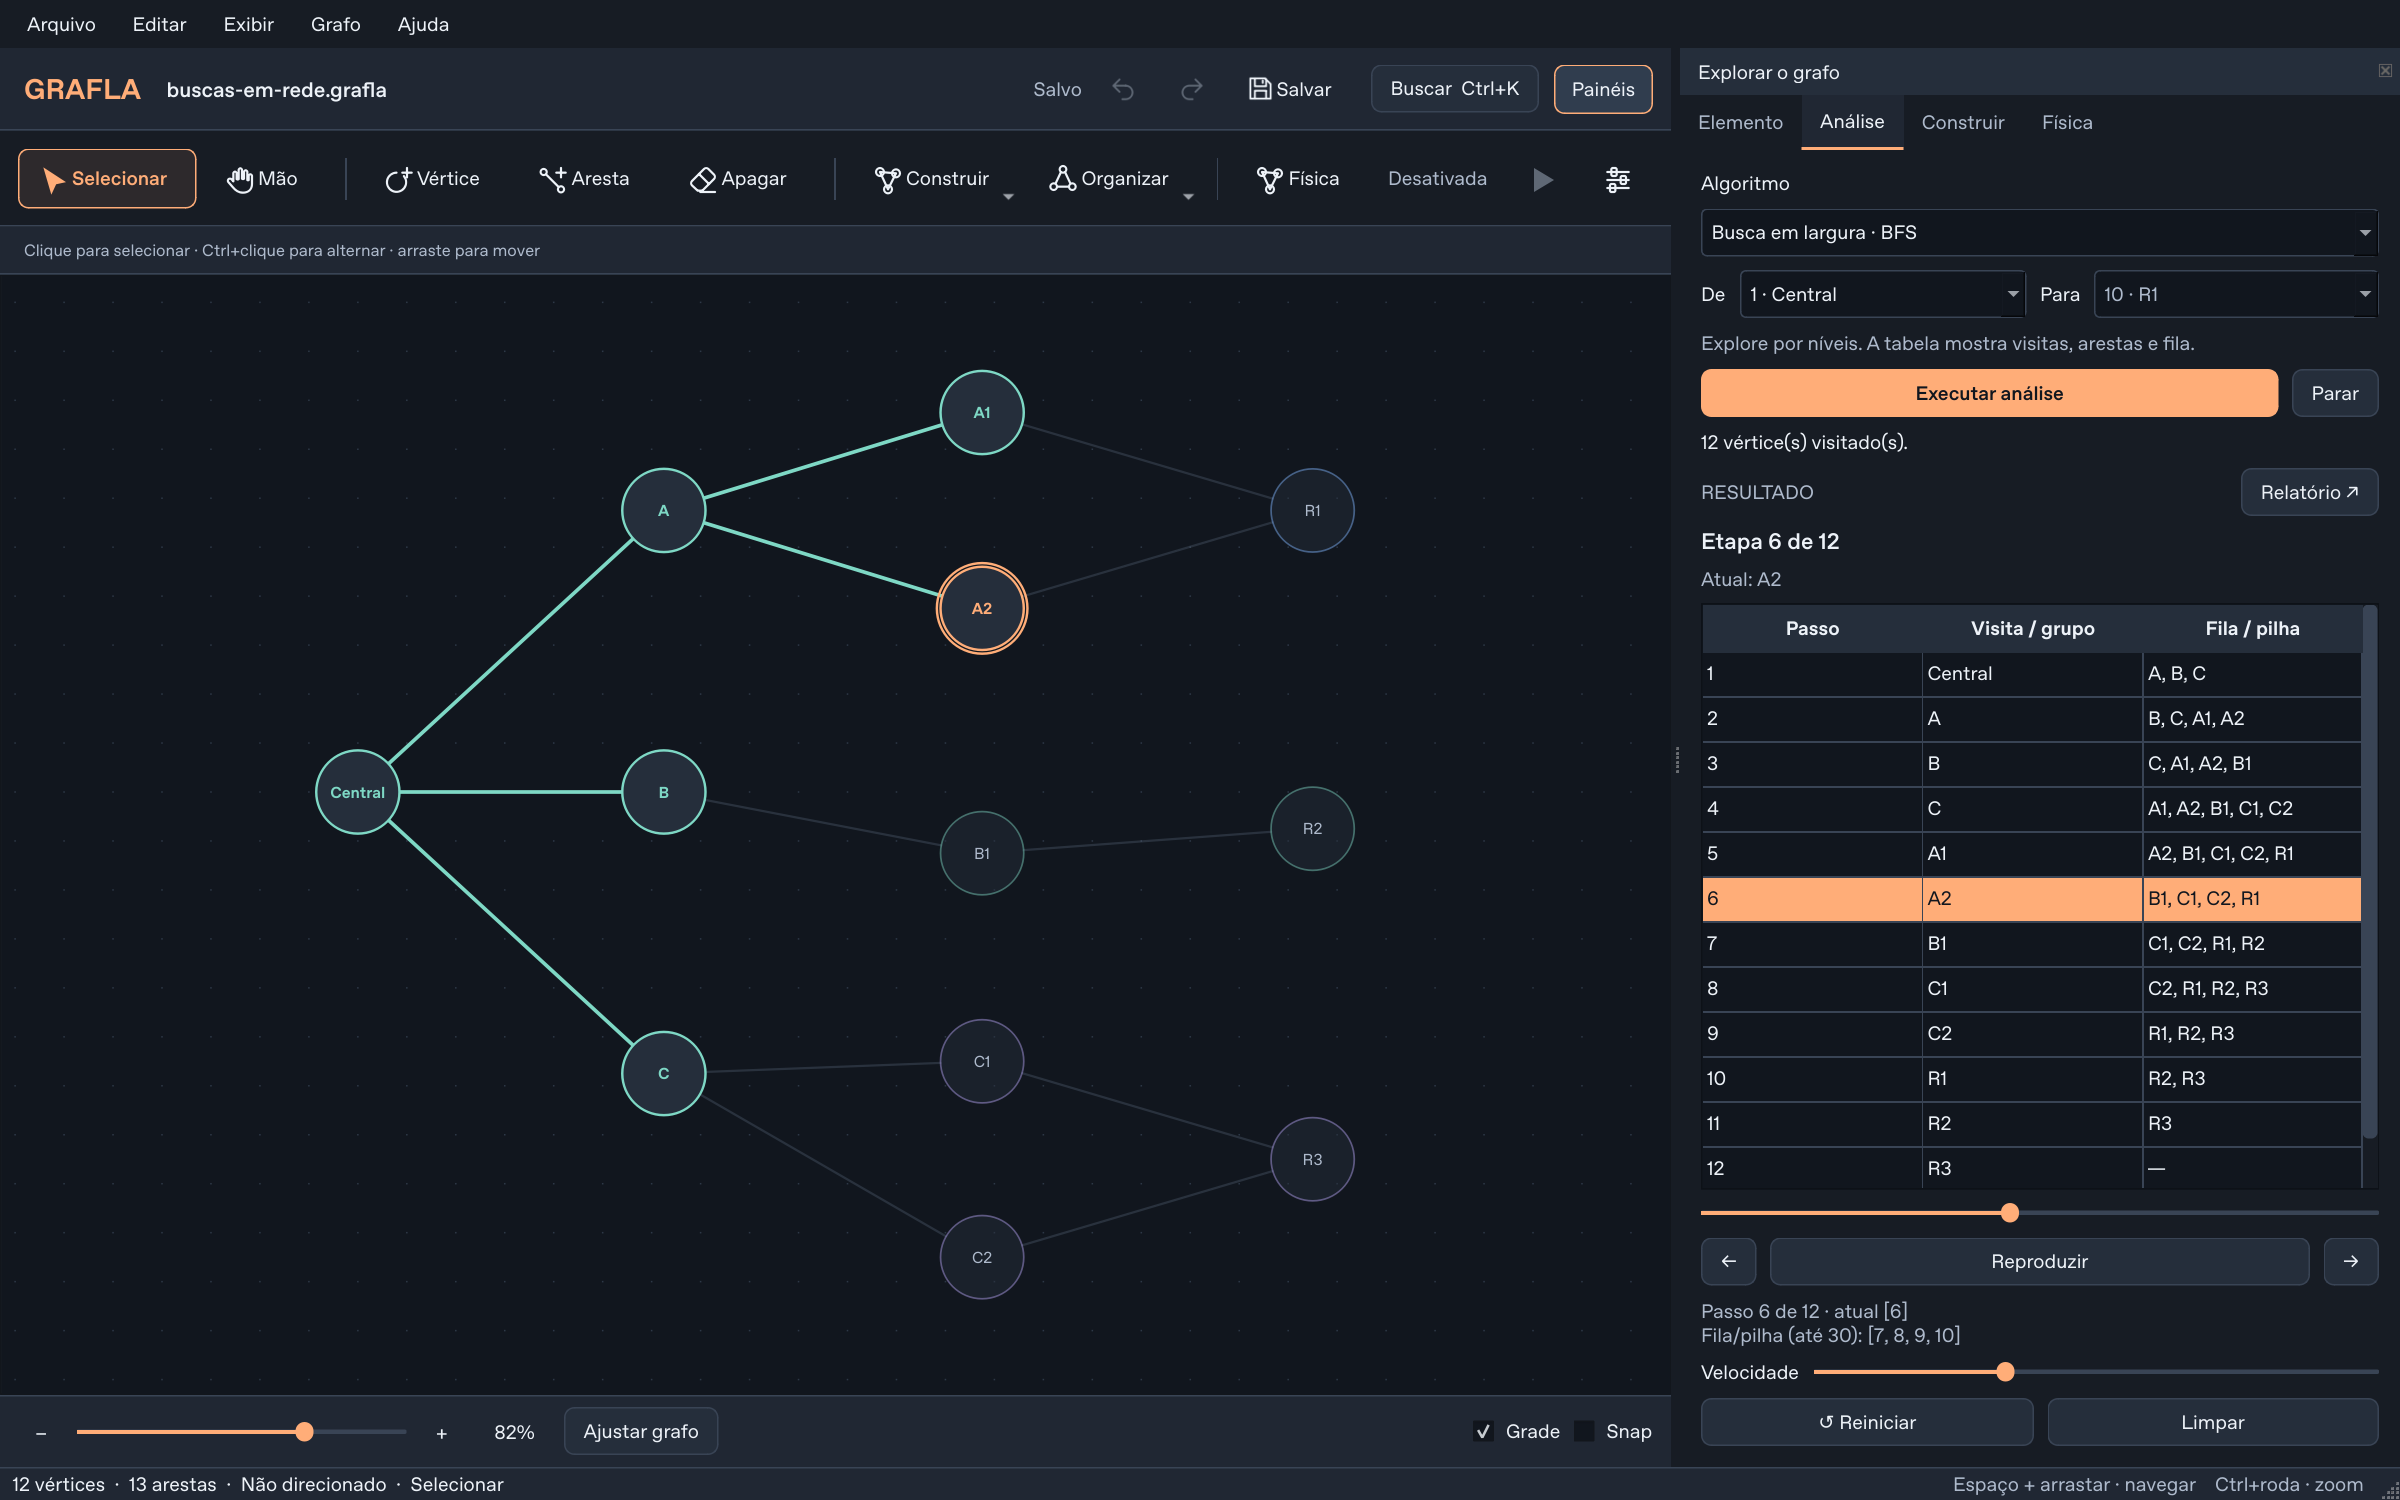 Arquivo Editar Exibir Grafo Ajuda
GRAFLA buscas-em-rede.grafla Salvo Salvar Buscar Ctrl+K Painéis
Selecionar Mão Vértice Aresta Apagar Construir Organizar Física Desativada
Clique para selecionar · Ctrl+clique para alternar · arraste para mover
A1
A
R1
A2
Central
B
R2
B1
C1
C
R3
C2
− + 82% Ajustar grafo ✓ Grade Snap
Explorar o grafo
Elemento Análise Construir Física
Algoritmo
Busca em largura · BFS
De 1 · Central Para 10 · R1
Explore por níveis. A tabela mostra visitas, arestas e fila.
Executar análise Parar
12 vértice(s) visitado(s).
RESULTADO Relatório ↗
Etapa 6 de 12
Atual: A2
Passo Visita / grupo Fila / pilha
1 Central A, B, C
2 A B, C, A1, A2
3 B C, A1, A2, B1
4 C A1, A2, B1, C1, C2
5 A1 A2, B1, C1, C2, R1
6 A2 B1, C1, C2, R1
7 B1 C1, C2, R1, R2
8 C1 C2, R1, R2, R3
9 C2 R1, R2, R3
10 R1 R2, R3
11 R2 R3
12 R3 —
← Reproduzir →
Passo 6 de 12 · atual [6]
Fila/pilha (até 30): [7, 8, 9, 10]
Velocidade
↺ Reiniciar Limpar
12 vértices · 13 arestas · Não direcionado · Selecionar Espaço + arrastar · navegar Ctrl+roda · zoom